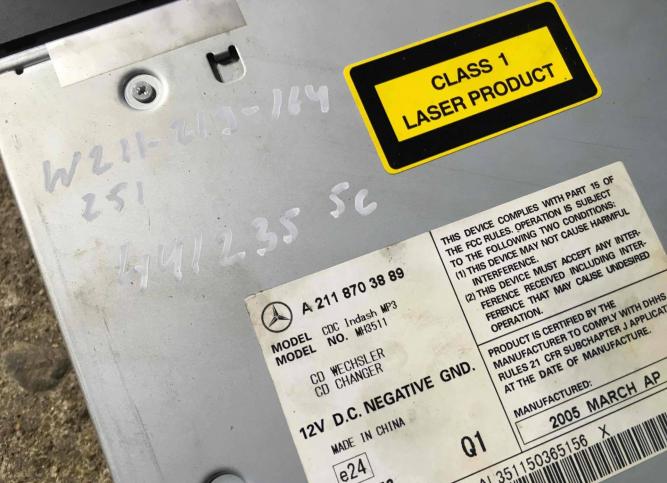 CLASS 1
LASER PRODUCT
W211-219-164
251
A 211 870 38 89
MODEL CDC Indash MP3
MODEL NO. MH3511
CD WECHSLER
CD CHANGER
12V D.C. NEGATIVE GND.
MADE IN CHINA
e24
Q1
THIS DEVICE COMPLIES WITH PART 15 OF
THE FCC RULES. OPERATION IS SUBJECT
TO THE FOLLOWING TWO CONDITIONS:
(1) THIS DEVICE MAY NOT CAUSE HARMFUL
INTERFERENCE.
(2) THIS DEVICE MUST ACCEPT ANY INTER-
FERENCE RECEIVED INCLUDING INTER-
FERENCE THAT MAY CAUSE UNDESIRED
OPERATION.
PRODUCT IS CERTIFIED BY THE
MANUFACTURER TO COMPLY WITH DHH
RULES 21 CFR SUBCHAPTER J APPLICAT
AT THE DATE OF MANUFACTURE.
MANUFACTURED:
2005 MARCH AP
AL351150365156 X